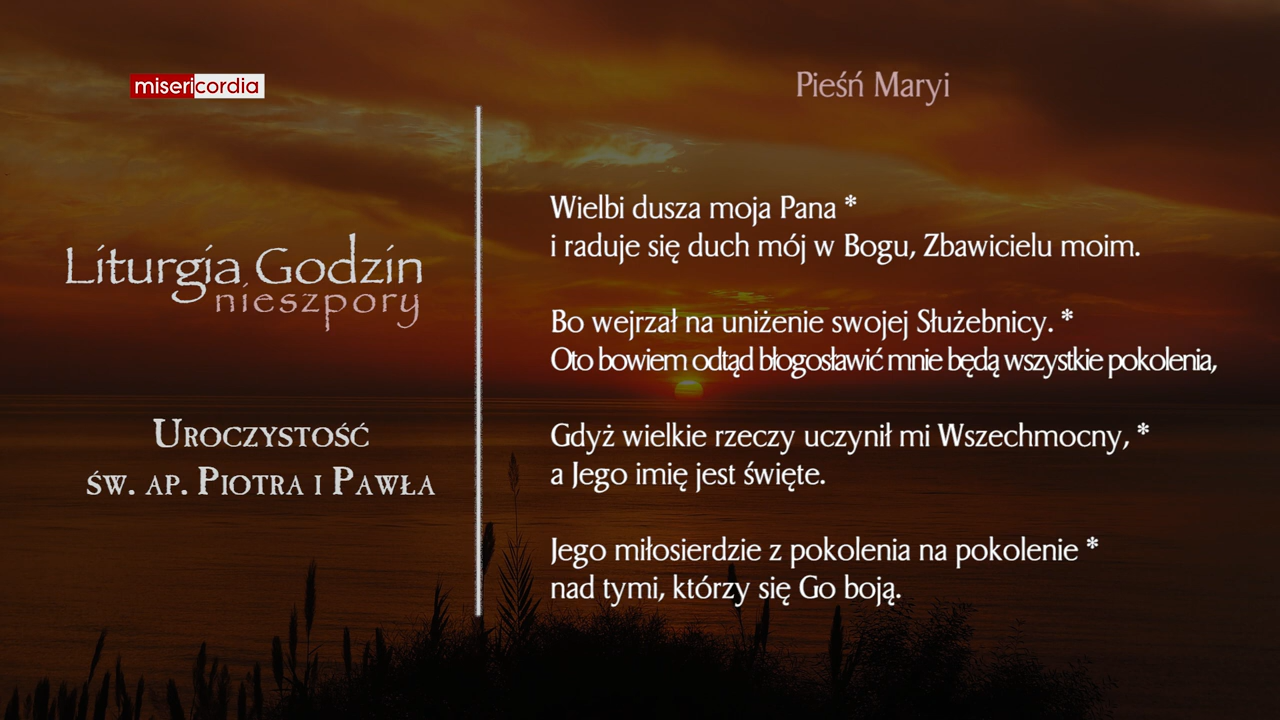 misericordia
Pieśń Maryi
Liturgia Godzin
nieszpory
Uroczystość
św. ap. Piotra i Pawła
Wielbi dusza moja Pana *
i raduje się duch mój w Bogu, Zbawicielu moim.
Bo wejrzał na uniżenie swojej Służebnicy. *
Oto bowiem odtąd błogosławić mnie będą wszystkie pokolenia,
Gdyż wielkie rzeczy uczynił mi Wszechmocny, *
a Jego imię jest święte.
Jego miłosierdzie z pokolenia na pokolenie *
nad tymi, którzy się Go boją.